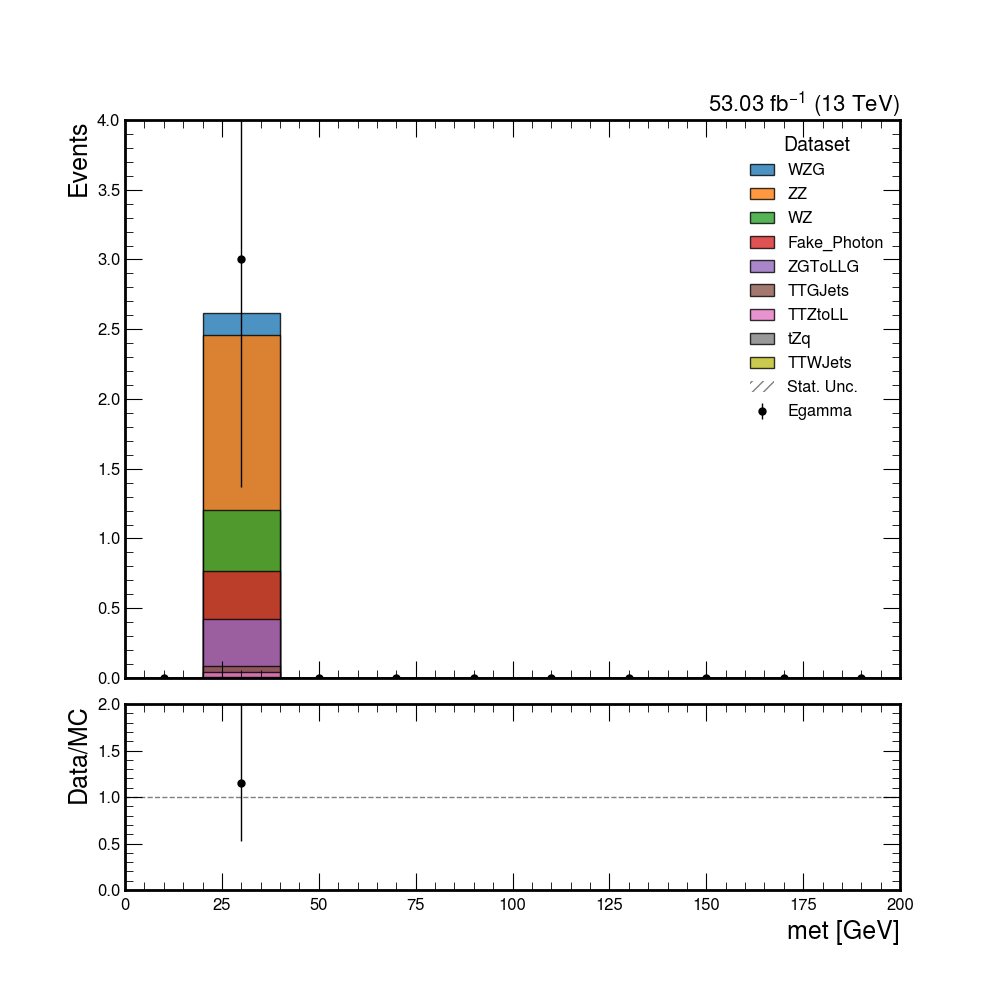 53.03 fb⁻¹ (13 TeV)
Events
4.0
3.5
3.0
2.5
2.0
1.5
1.0
0.5
0.0
Dataset
WZG
ZZ
WZ
Fake_Photon
ZGToLLG
TTGJets
TTZtoLL
tZq
TTWJets
Stat. Unc.
Egamma
Data/MC
2.0
1.5
1.0
0.5
0.0
0 25 50 75 100 125 150 175 200
met [GeV]